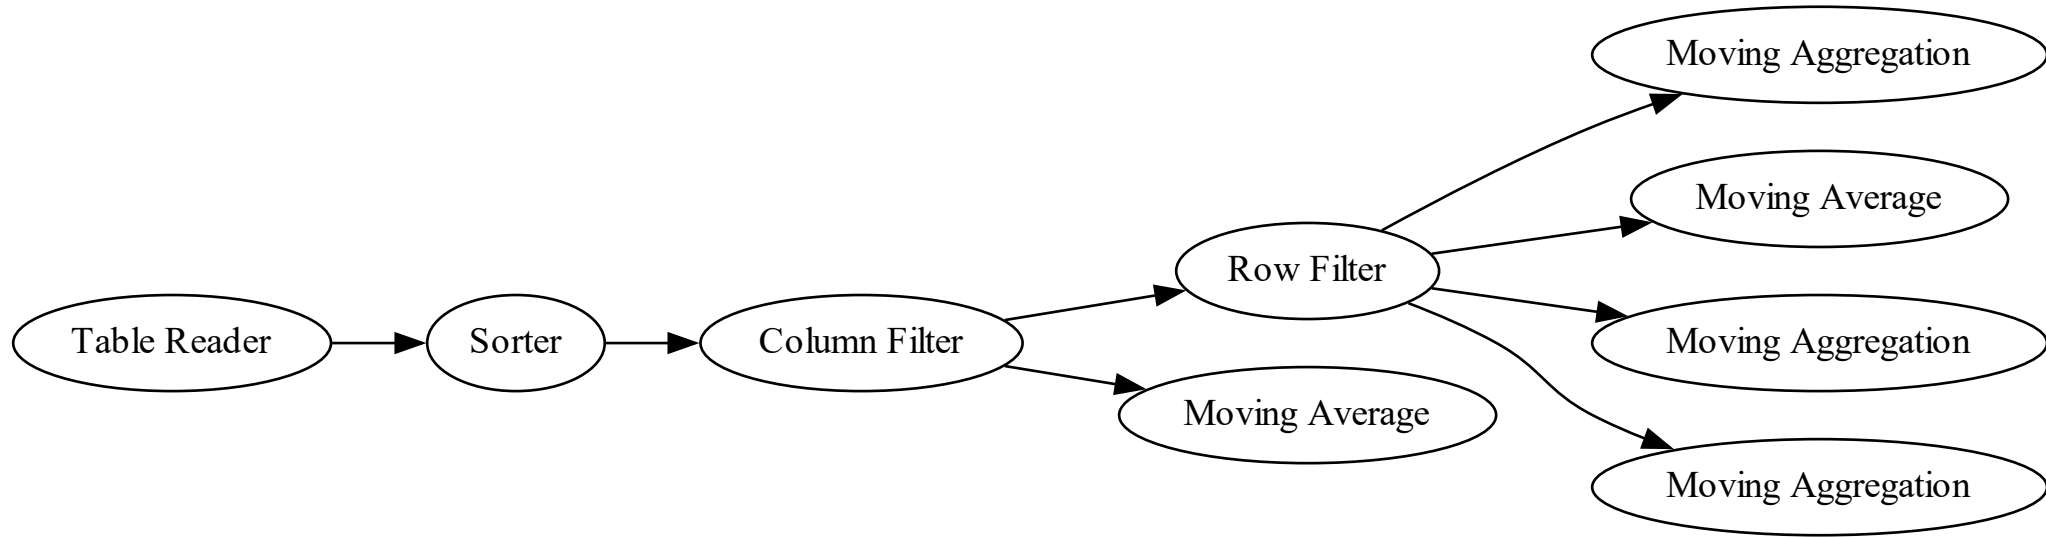 Table Reader
Sorter
Column Filter
Row Filter
Moving Average
Moving Aggregation
Moving Average
Moving Aggregation
Moving Aggregation